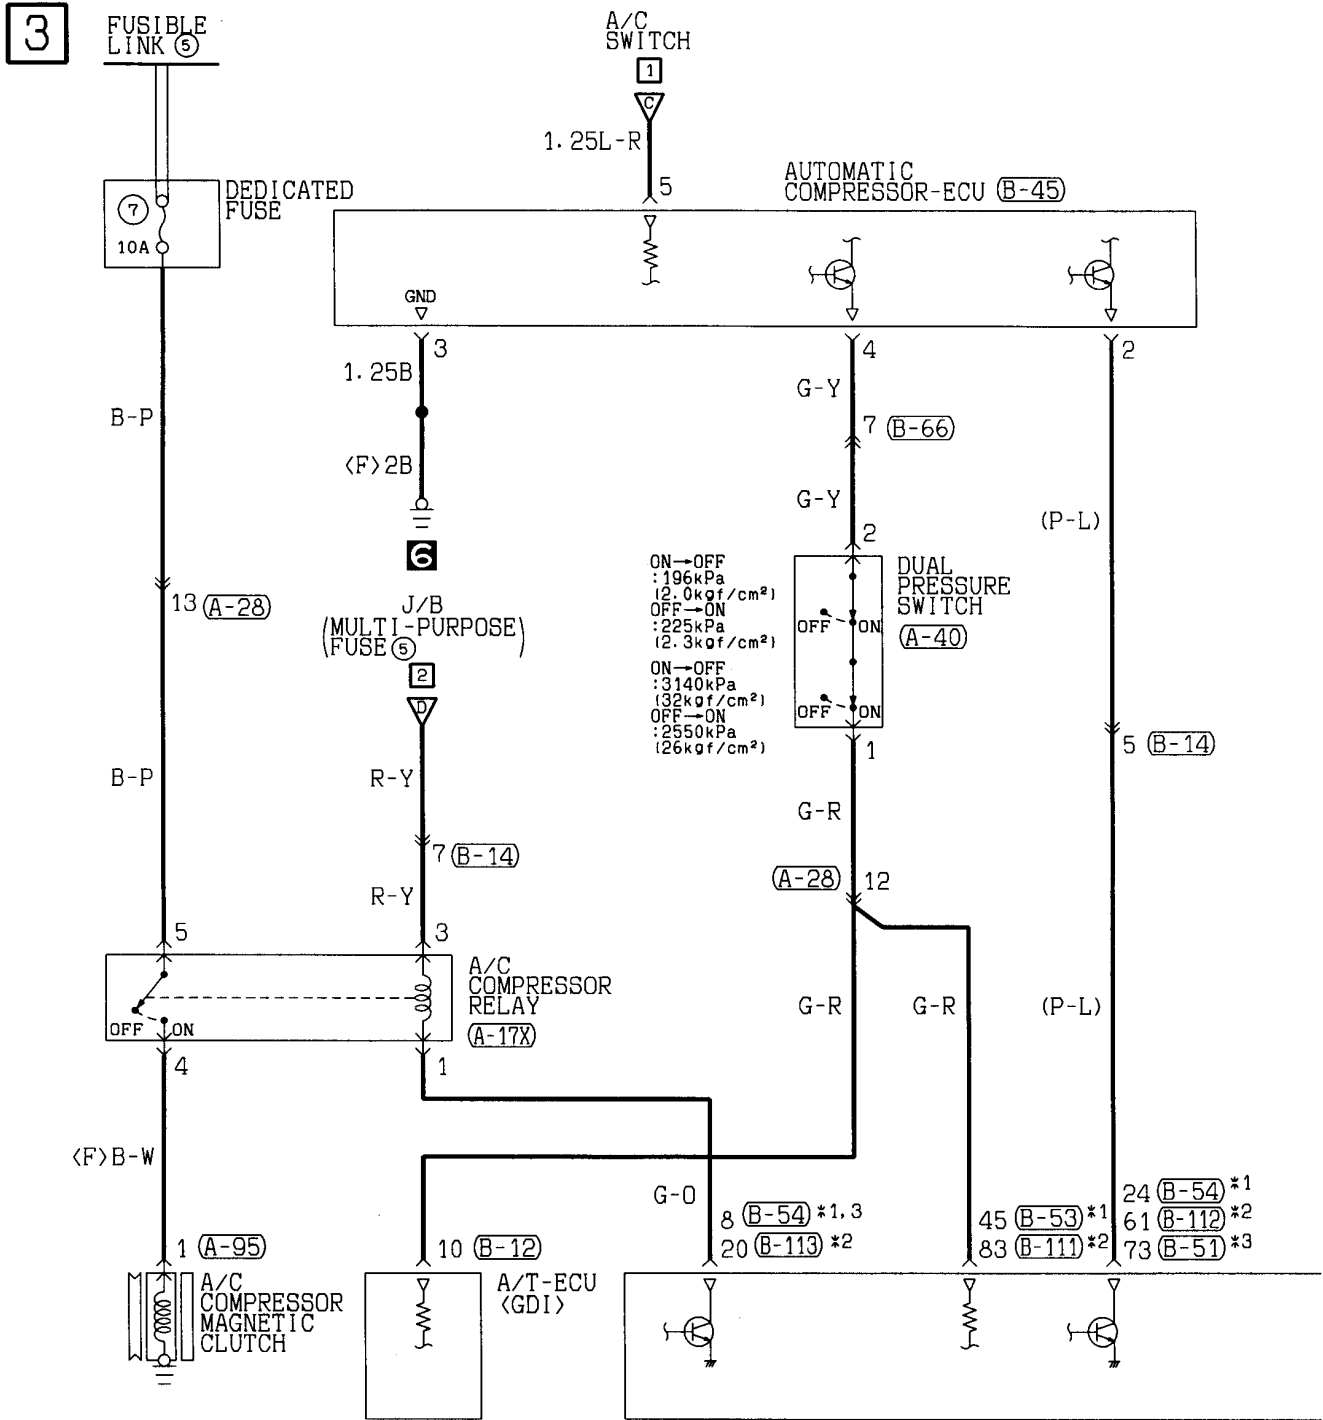 3
FUSIBLE
LINK ⑤
A/C
SWITCH
1
C
1.25L-R
5
AUTOMATIC
COMPRESSOR-ECU (B-45)
DEDICATED
FUSE
⑦
10A
GND
3
4
2
1.25B
G-Y
B-P
7 (B-66)
<F>2B
G-Y
(P-L)
2
6
ON→OFF
:196kPa
(2.0kgf/cm²)
OFF→ON
:225kPa
(2.3kgf/cm²)
ON→OFF
:3140kPa
(32kgf/cm²)
OFF→ON
:2550kPa
(26kgf/cm²)
OFF ON
OFF ON
DUAL
PRESSURE
SWITCH
(A-40)
13 (A-28)
J/B
(MULTI-PURPOSE)
FUSE ⑤
2
D
1
5 (B-14)
B-P
R-Y
G-R
7 (B-14)
(A-28) 12
R-Y
5
3
A/C
COMPRESSOR
RELAY
(A-17X)
OFF ON
G-R
G-R
(P-L)
4
1
<F>B-W
G-O
8 (B-54) *1,3
20 (B-113) *2
45 (B-53) *1
83 (B-111) *2
24 (B-54) *1
61 (B-112) *2
73 (B-51) *3
1 (A-95)
10 (B-12)
A/C
COMPRESSOR
MAGNETIC
CLUTCH
A/T-ECU
<GDI>